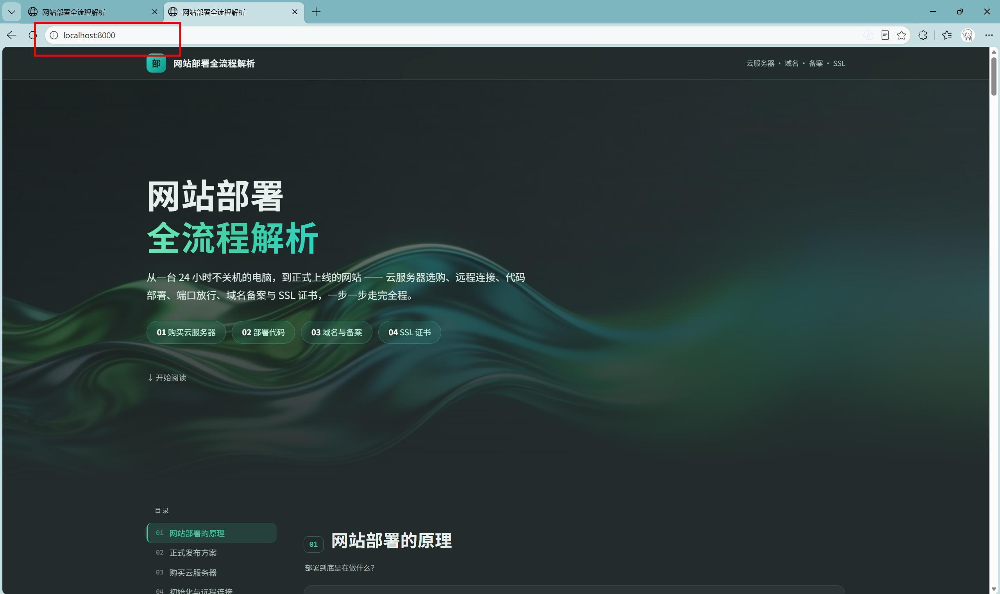 网站部署全流程解析
网站部署全流程解析
localhost:8000
部 网站部署全流程解析
云服务器 · 域名 · 备案 · SSL
网站部署
全流程解析
从一台 24 小时不关机的电脑，到正式上线的网站 —— 云服务器选购、远程连接、代码
部署、端口放行、域名备案与 SSL 证书，一步一步走完全程。
01 购买云服务器
02 部署代码
03 域名与备案
04 SSL 证书
↓ 开始阅读
目录
01 网站部署的原理
02 正式发布方案
03 购买云服务器
04 初始化与远程连接
01 网站部署的原理
部署到底是在做什么？